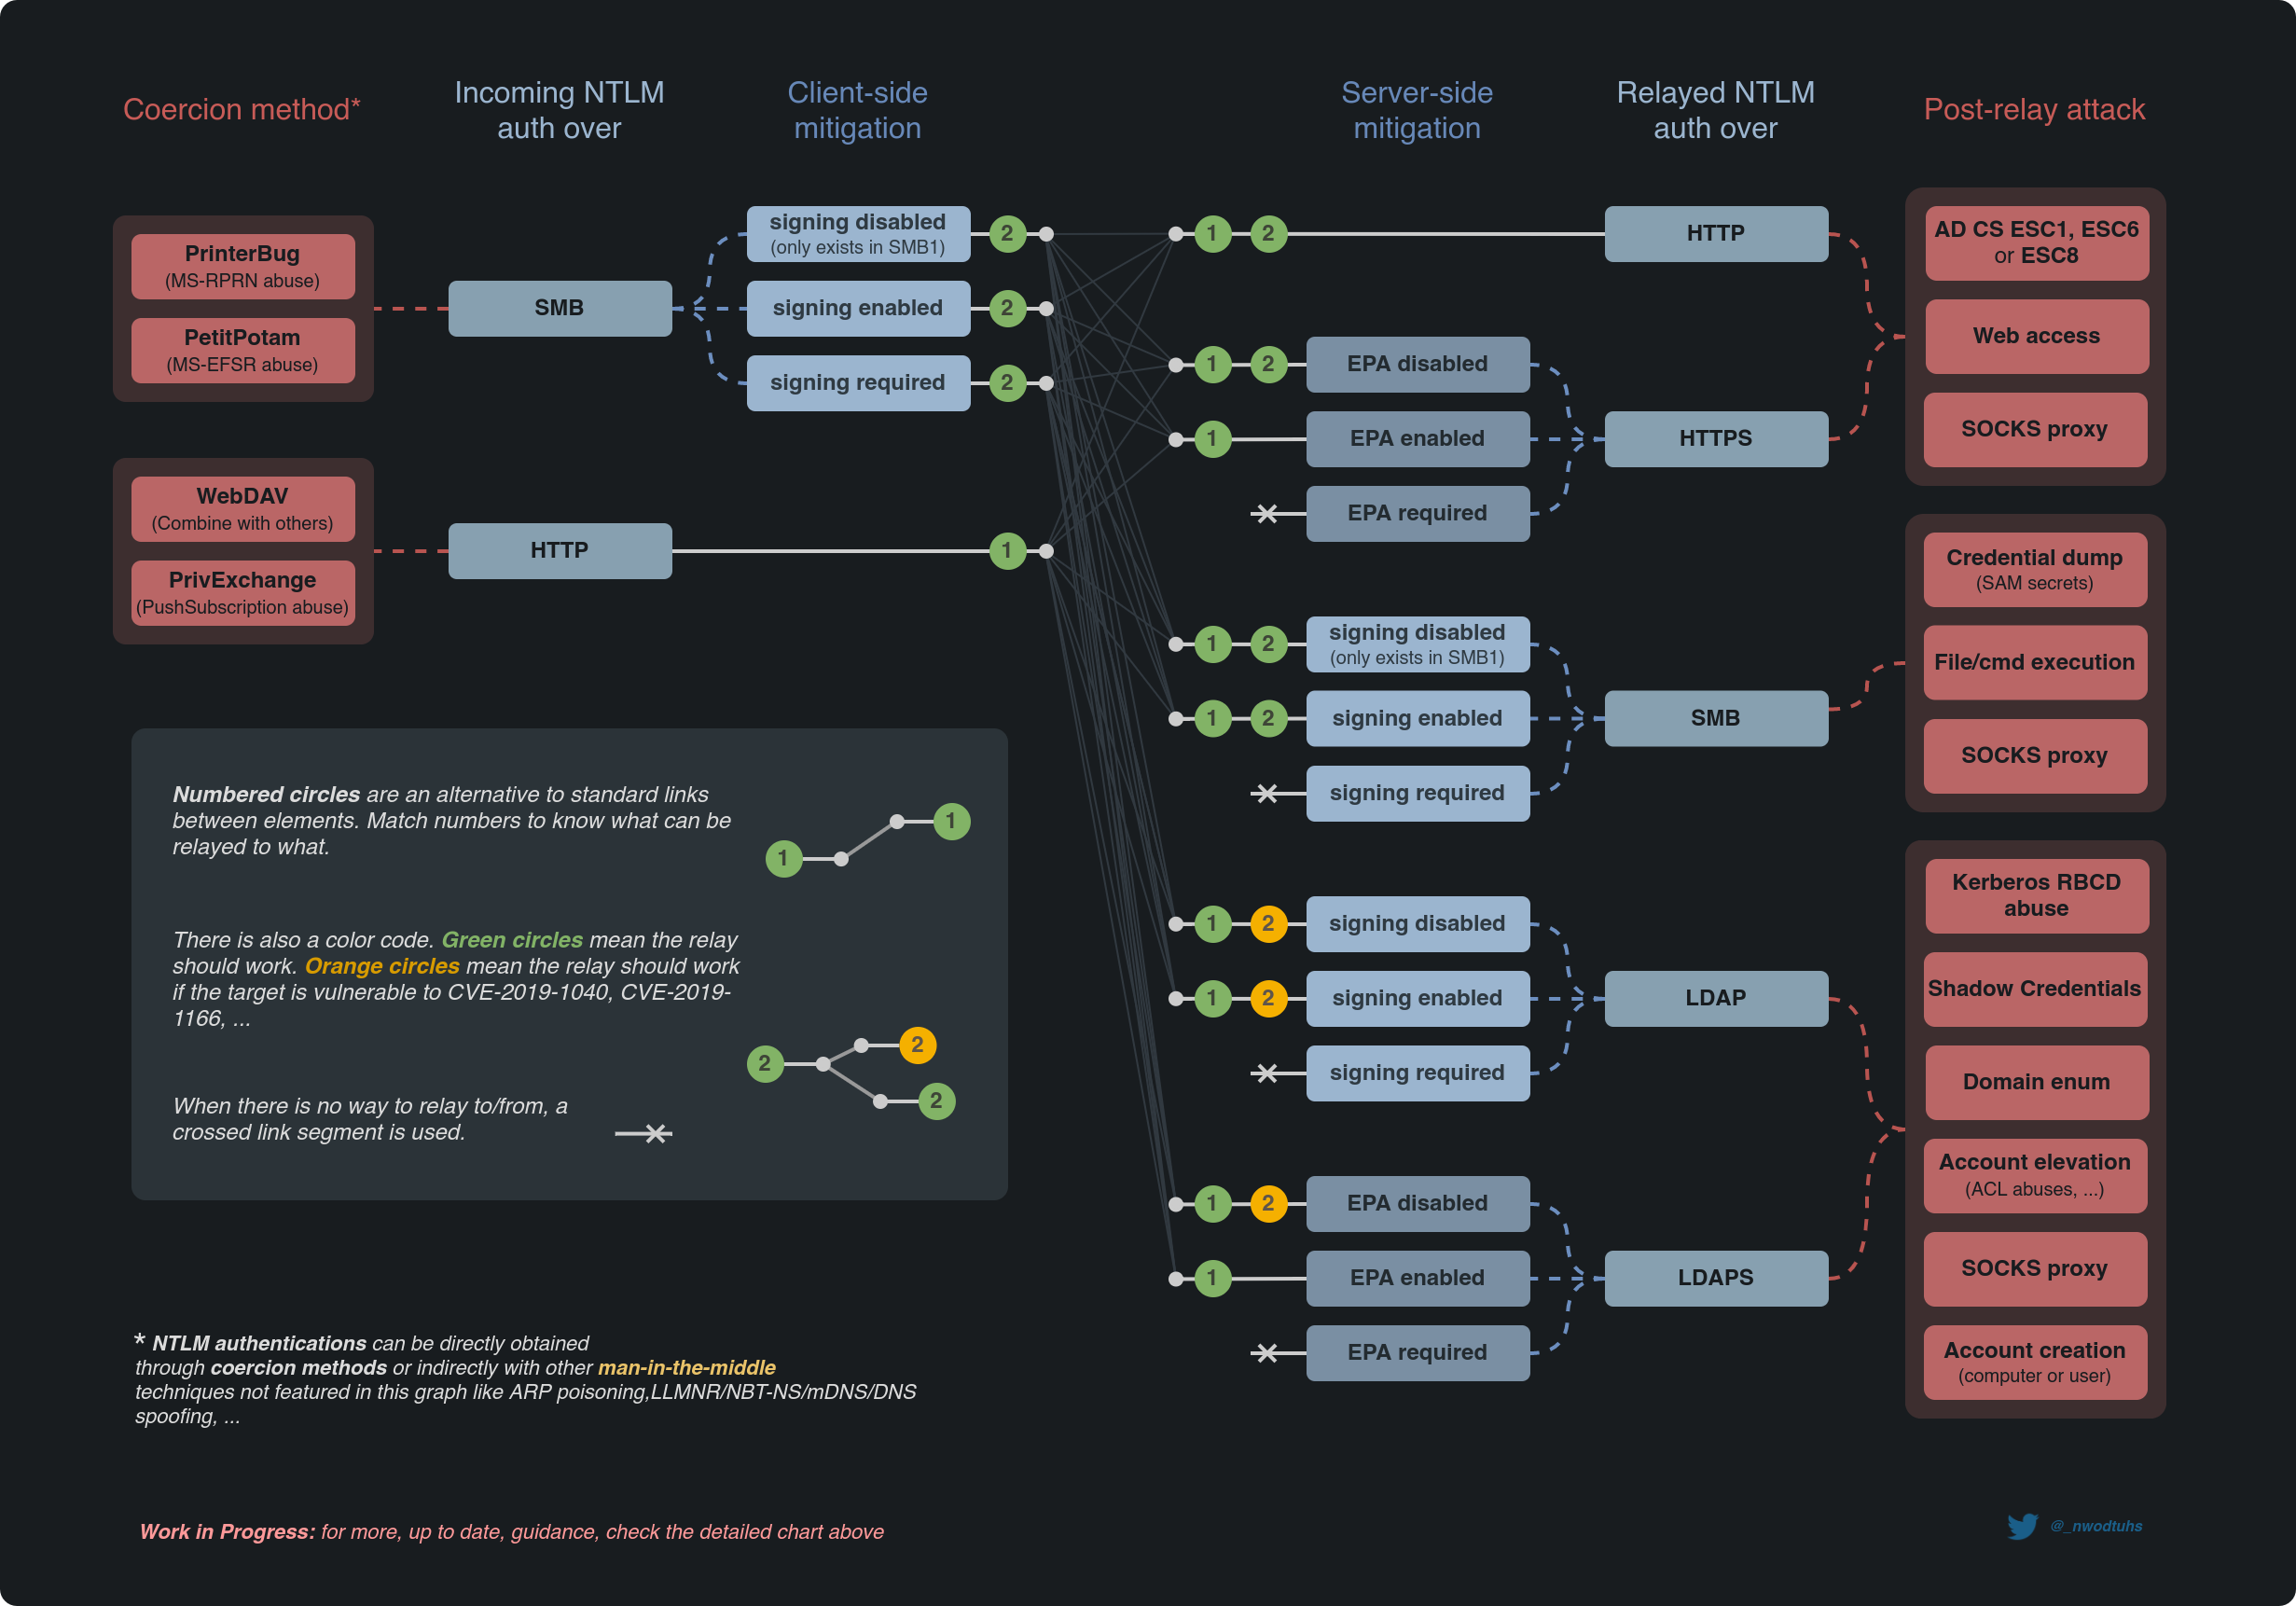 Coercion method*
Incoming NTLM
auth over
Client-side
mitigation
Server-side
mitigation
Relayed NTLM
auth over
Post-relay attack
PrinterBug
(MS-RPRN abuse)
PetitPotam
(MS-EFSR abuse)
SMB
signing disabled
(only exists in SMB1)
2
signing enabled
2
signing required
2
WebDAV
(Combine with others)
PrivExchange
(PushSubscription abuse)
HTTP
1
1 2
HTTP
1 2
EPA disabled
1
EPA enabled
EPA required
HTTPS
AD CS ESC1, ESC6
or ESC8
Web access
SOCKS proxy
1 2
signing disabled
(only exists in SMB1)
1 2
signing enabled
signing required
SMB
Credential dump
(SAM secrets)
File/cmd execution
SOCKS proxy
1 2
signing disabled
1 2
signing enabled
signing required
LDAP
1 2
EPA disabled
1
EPA enabled
EPA required
LDAPS
Kerberos RBCD
abuse
Shadow Credentials
Domain enum
Account elevation
(ACL abuses, ...)
SOCKS proxy
Account creation
(computer or user)
Numbered circles are an alternative to standard links
between elements. Match numbers to know what can be
relayed to what.
1
1
There is also a color code. Green circles mean the relay
should work. Orange circles mean the relay should work
if the target is vulnerable to CVE-2019-1040, CVE-2019-
1166, ...
2
2
2
When there is no way to relay to/from, a
crossed link segment is used.
* NTLM authentications can be directly obtained
through coercion methods or indirectly with other man-in-the-middle
techniques not featured in this graph like ARP poisoning,LLMNR/NBT-NS/mDNS/DNS
spoofing, ...
Work in Progress: for more, up to date, guidance, check the detailed chart above
@_nwodtuhs